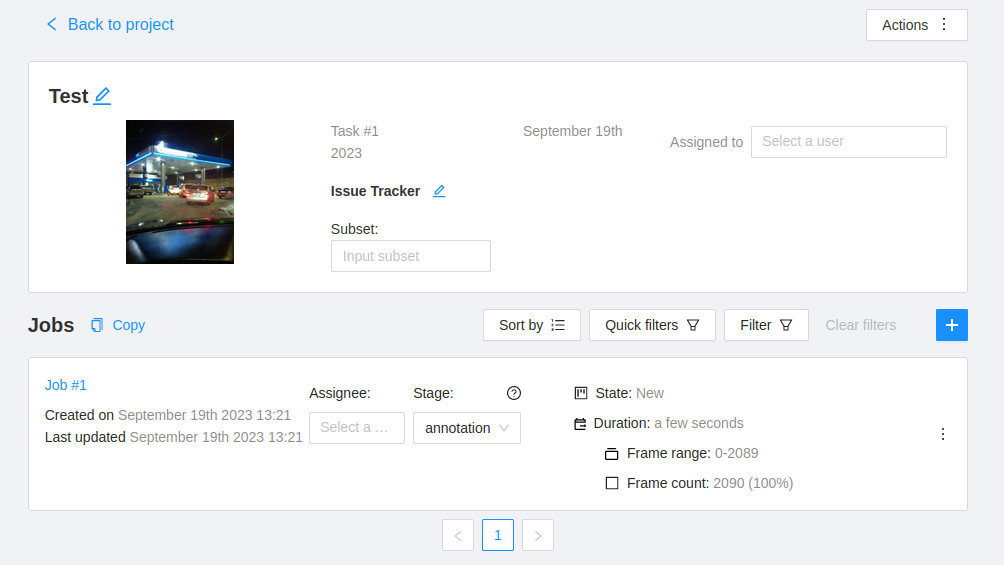 Back to project
Actions
Test
Task #1
2023
September 19th
Assigned to
Select a user
Issue Tracker
Subset:
Input subset
Jobs
Copy
Sort by
Quick filters
Filter
Clear filters
Job #1
Created on September 19th 2023 13:21
Last updated September 19th 2023 13:21
Assignee:
Select a …
Stage:
annotation
State: New
Duration: a few seconds
Frame range: 0-2089
Frame count: 2090 (100%)
1